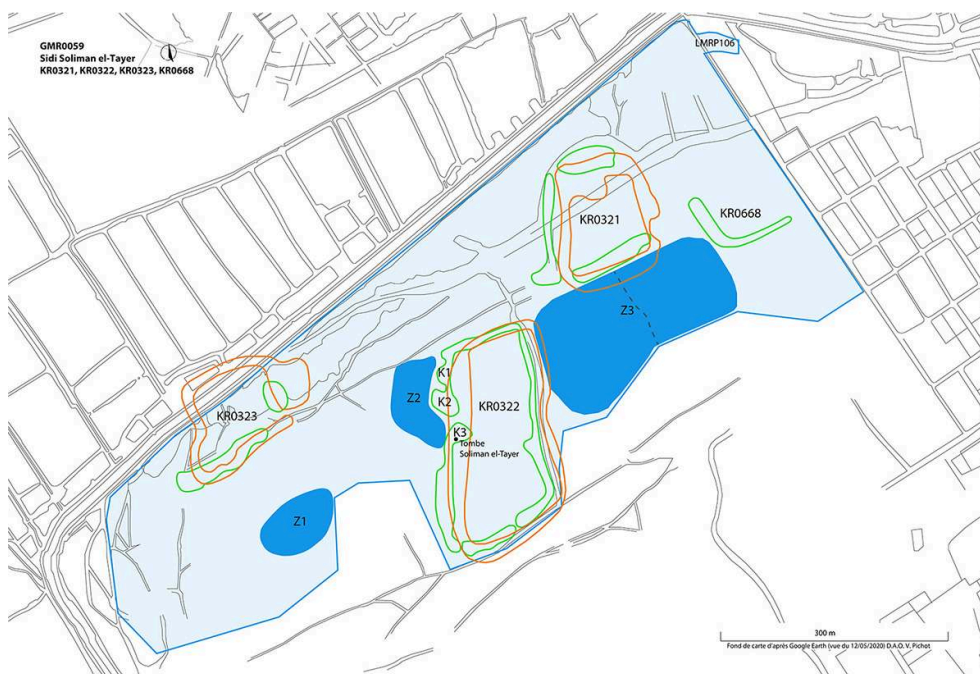 GMR0059
Sidi Soliman el-Tayer
KR0321, KR0322, KR0323, KR0668
LMRP106
KR0321
KR0668
Z3
K1
Z2
K2
KR0322
KR0323
K3
Tombe
Soliman el-Tayer
Z1
300 m
Fond de carte d'après Google Earth (vue du 12/05/2020) D.A.O. V. Pichot